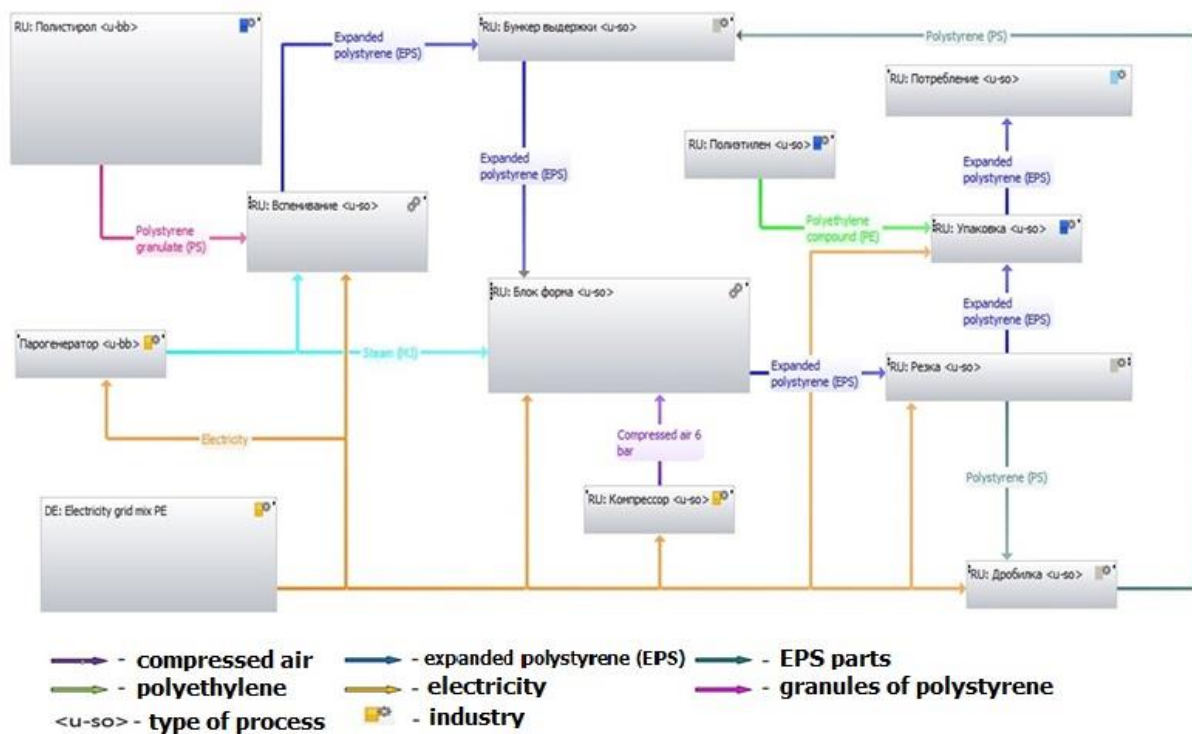 RU: Полистирол <u-bb>
Expanded
polystyrene (EPS)
RU: Бункер выдержки <u-so>
Polystyrene (PS)
RU: Потребление <u-so>
RU: Полиэтилен <u-so>
Expanded
polystyrene (EPS)
Expanded
polystyrene (EPS)
RU: Вспенивание <u-so>
Polystyrene
granulate (PS)
Polyethylene
compound (PE)
RU: Упаковка <u-so>
RU: Блок форма <u-so>
Expanded
polystyrene (EPS)
Парогенератор <u-bb>
Steam (MJ)
Expanded
polystyrene (EPS)
RU: Резка <u-so>
Electricity
Compressed air 6
bar
Polystyrene (PS)
DE: Electricity grid mix PE
RU: Компрессор <u-so>
RU: Дробилка <u-so>
- compressed air
- expanded polystyrene (EPS)
- EPS parts
- polyethylene
- electricity
- granules of polystyrene
<u-so> - type of process
- industry